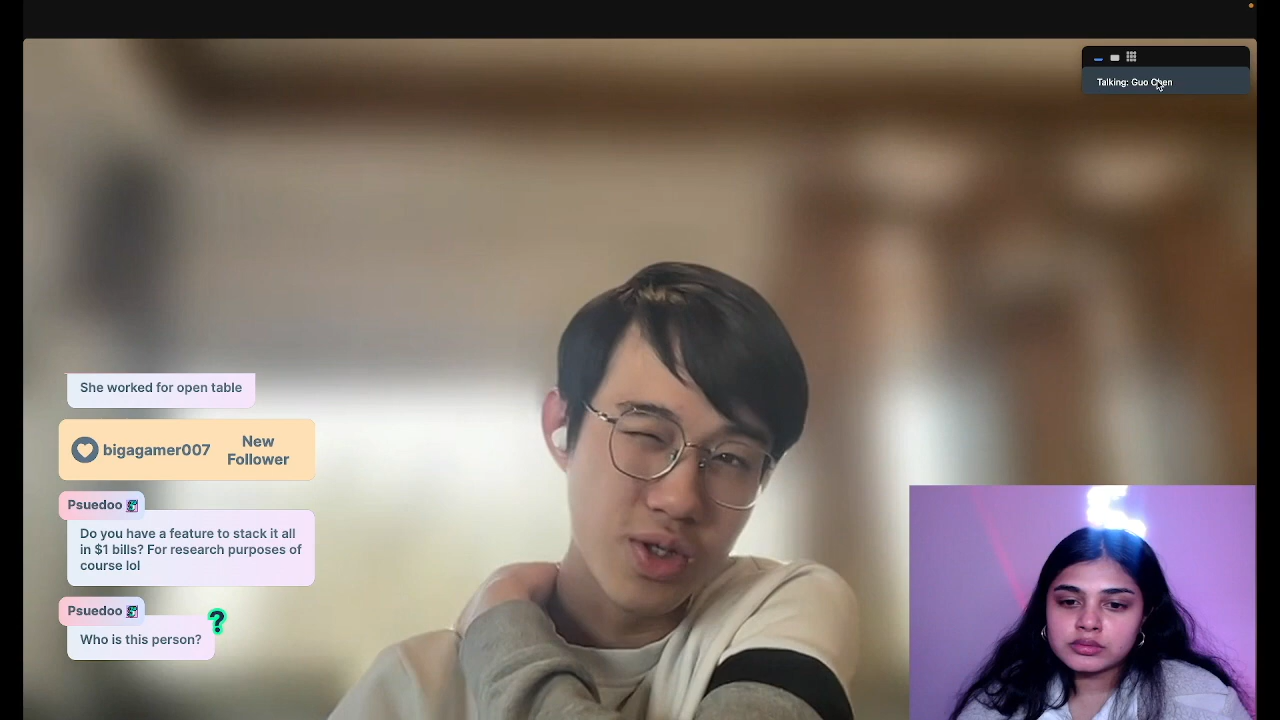 Talking: Guo Chen
She worked for open table
bigagamer007
New
Follower
Psuedoo
Do you have a feature to stack it all
in $1 bills? For research purposes of
course lol
Psuedoo
?
Who is this person?